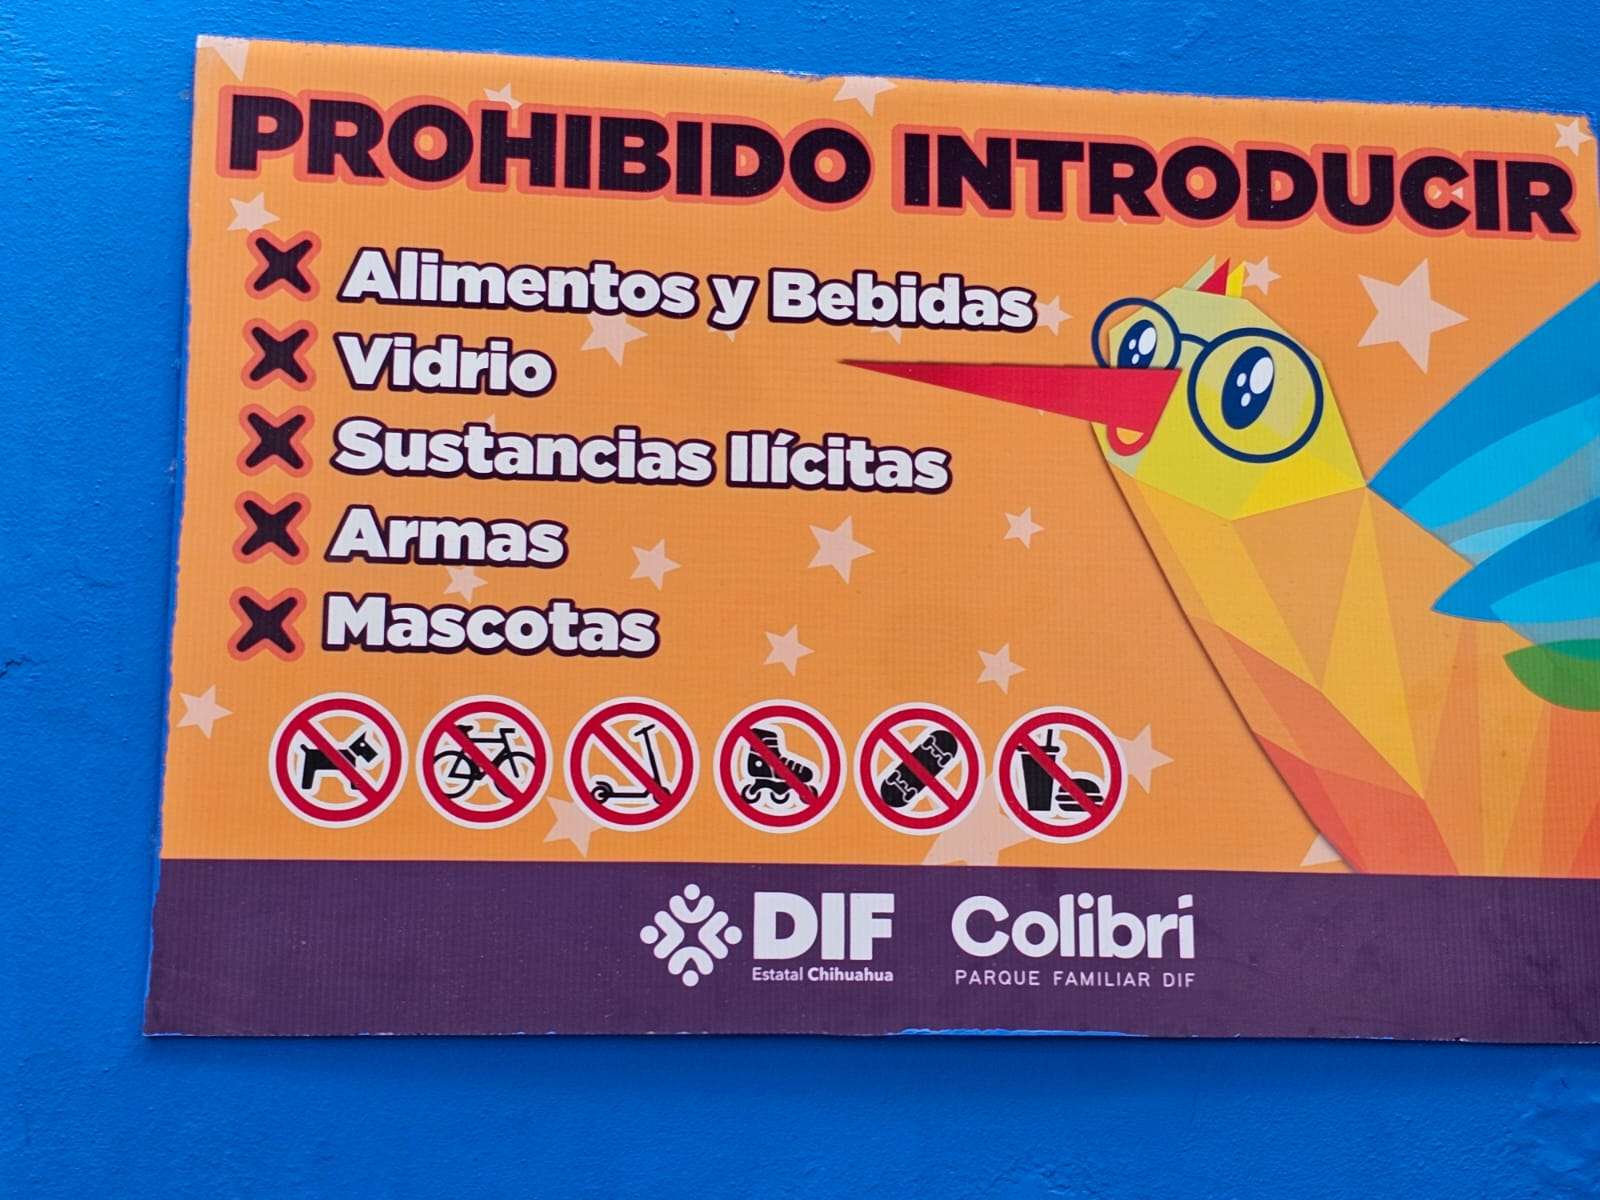 PROHIBIDO INTRODUCIR
Alimentos y Bebidas
Vidrio
Sustancias Ilícitas
Armas
Mascotas
DIF
Estatal Chihuahua
Colibrí
PARQUE FAMILIAR DIF